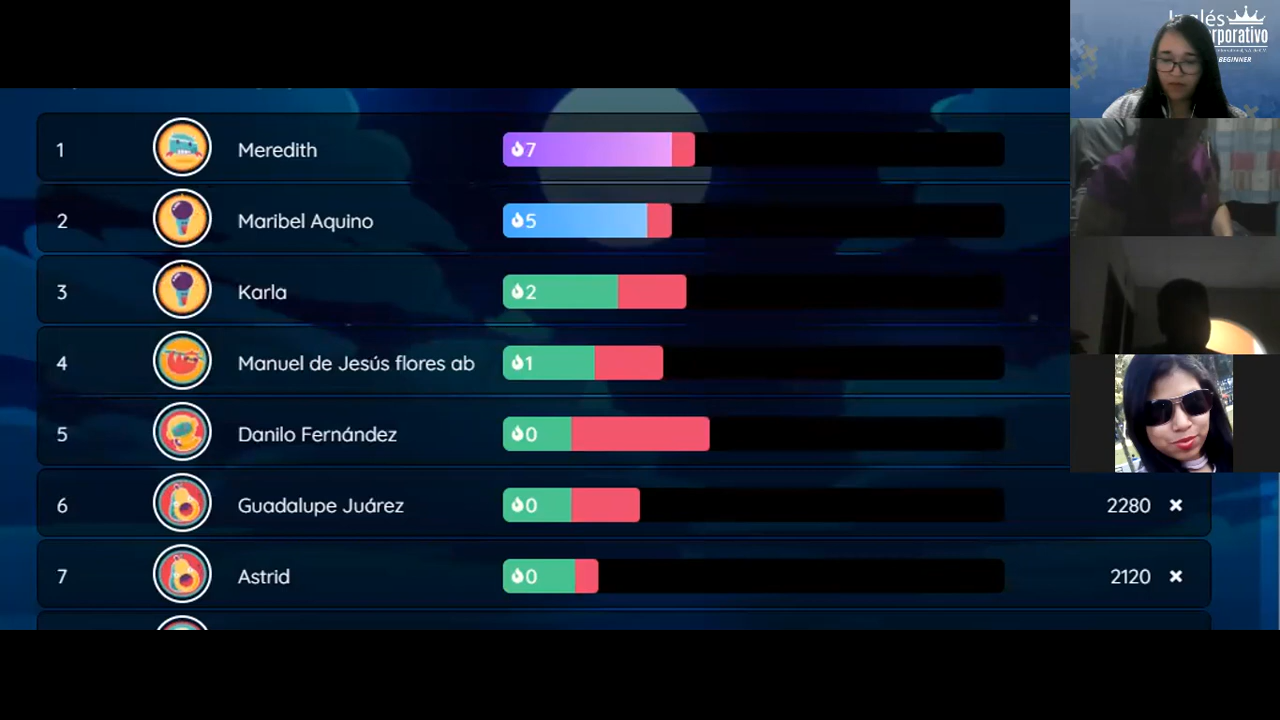 Inglés
rporativo
BEGINNER
1 Meredith 7
2 Maribel Aquino 5
3 Karla 2
4 Manuel de Jesús flores ab 1
5 Danilo Fernández 0
6 Guadalupe Juárez 0 2280 ×
7 Astrid 0 2120 ×